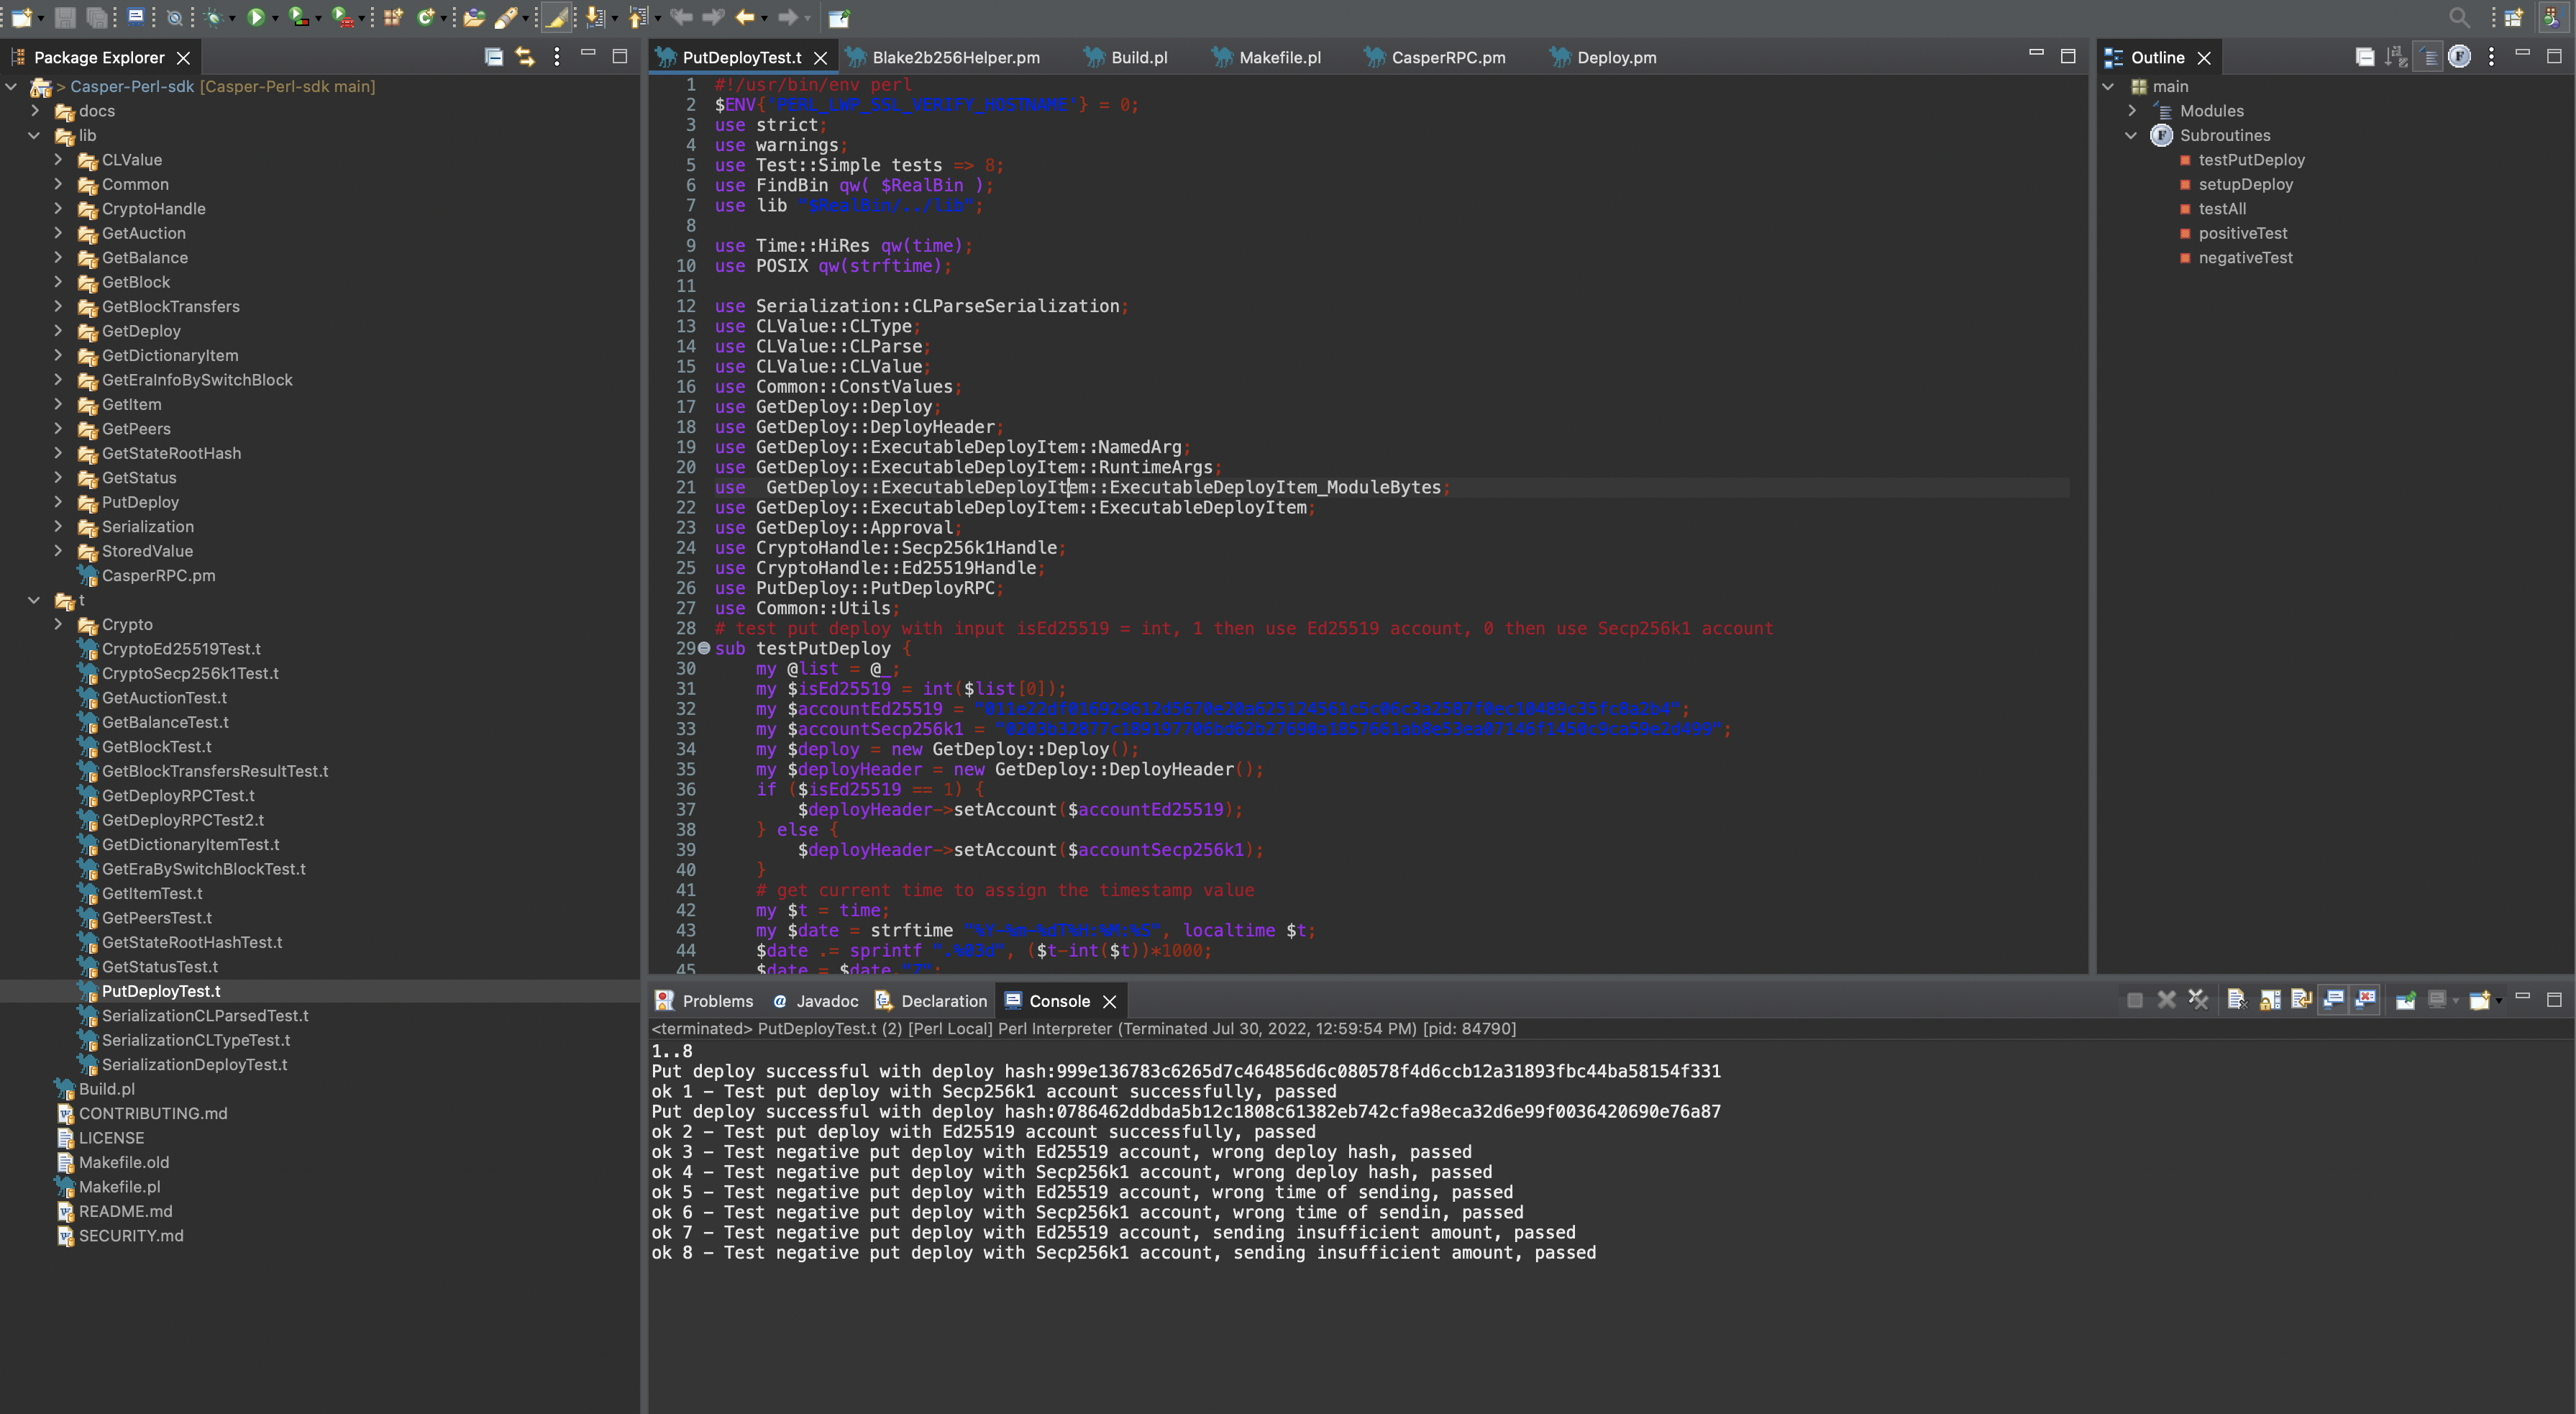 Package Explorer
> Casper-Perl-sdk [Casper-Perl-sdk main]
docs
lib
CLValue
Common
CryptoHandle
GetAuction
GetBalance
GetBlock
GetBlockTransfers
GetDeploy
GetDictionaryItem
GetEraInfoBySwitchBlock
GetItem
GetPeers
GetStateRootHash
GetStatus
PutDeploy
Serialization
StoredValue
CasperRPC.pm
t
Crypto
CryptoEd25519Test.t
CryptoSecp256k1Test.t
GetAuctionTest.t
GetBalanceTest.t
GetBlockTest.t
GetBlockTransfersResultTest.t
GetDeployRPCTest.t
GetDeployRPCTest2.t
GetDictionaryItemTest.t
GetEraBySwitchBlockTest.t
GetItemTest.t
GetPeersTest.t
GetStateRootHashTest.t
GetStatusTest.t
PutDeployTest.t
SerializationCLParsedTest.t
SerializationCLTypeTest.t
SerializationDeployTest.t
Build.pl
CONTRIBUTING.md
LICENSE
Makefile.old
Makefile.pl
README.md
SECURITY.md
PutDeployTest.t Blake2b256Helper.pm Build.pl Makefile.pl CasperRPC.pm Deploy.pm
1 #!/usr/bin/env perl
2 $ENV{'PERL_LWP_SSL_VERIFY_HOSTNAME'} = 0;
3 use strict;
4 use warnings;
5 use Test::Simple tests => 8;
6 use FindBin qw( $RealBin );
7 use lib "$RealBin/../lib";
8
9 use Time::HiRes qw(time);
10 use POSIX qw(strftime);
11
12 use Serialization::CLParseSerialization;
13 use CLValue::CLType;
14 use CLValue::CLParse;
15 use CLValue::CLValue;
16 use Common::ConstValues;
17 use GetDeploy::Deploy;
18 use GetDeploy::DeployHeader;
19 use GetDeploy::ExecutableDeployItem::NamedArg;
20 use GetDeploy::ExecutableDeployItem::RuntimeArgs;
21 use  GetDeploy::ExecutableDeployItem::ExecutableDeployItem_ModuleBytes;
22 use GetDeploy::ExecutableDeployItem::ExecutableDeployItem;
23 use GetDeploy::Approval;
24 use CryptoHandle::Secp256k1Handle;
25 use CryptoHandle::Ed25519Handle;
26 use PutDeploy::PutDeployRPC;
27 use Common::Utils;
28 # test put deploy with input isEd25519 = int, 1 then use Ed25519 account, 0 then use Secp256k1 account
29 sub testPutDeploy {
30 my @list = @_;
31 my $isEd25519 = int($list[0]);
32 my $accountEd25519 = "011e22df016929612d5670e20a625124561c5c06c3a2587f0ec10489c35fc8a2b4";
33 my $accountSecp256k1 = "0203b32877c189197706bd62b27690a1857661ab8e53ea07146f1450c9ca59e2d499";
34 my $deploy = new GetDeploy::Deploy();
35 my $deployHeader = new GetDeploy::DeployHeader();
36 if ($isEd25519 == 1) {
37 $deployHeader->setAccount($accountEd25519);
38 } else {
39 $deployHeader->setAccount($accountSecp256k1);
40 }
41 # get current time to assign the timestamp value
42 my $t = time;
43 my $date = strftime "%Y-%m-%dT%H:%M:%S", localtime $t;
44 $date .= sprintf ".%03d", ($t-int($t))*1000;
45 $date = $date."Z";
Outline
main
Modules
Subroutines
testPutDeploy
setupDeploy
testAll
positiveTest
negativeTest
Problems Javadoc Declaration Console
<terminated> PutDeployTest.t (2) [Perl Local] Perl Interpreter (Terminated Jul 30, 2022, 12:59:54 PM) [pid: 84790]
1..8
Put deploy successful with deploy hash:999e136783c6265d7c464856d6c080578f4d6ccb12a31893fbc44ba58154f331
ok 1 - Test put deploy with Secp256k1 account successfully, passed
Put deploy successful with deploy hash:0786462ddbda5b12c1808c61382eb742cfa98eca32d6e99f0036420690e76a87
ok 2 - Test put deploy with Ed25519 account successfully, passed
ok 3 - Test negative put deploy with Ed25519 account, wrong deploy hash, passed
ok 4 - Test negative put deploy with Secp256k1 account, wrong deploy hash, passed
ok 5 - Test negative put deploy with Ed25519 account, wrong time of sending, passed
ok 6 - Test negative put deploy with Secp256k1 account, wrong time of sendin, passed
ok 7 - Test negative put deploy with Ed25519 account, sending insufficient amount, passed
ok 8 - Test negative put deploy with Secp256k1 account, sending insufficient amount, passed